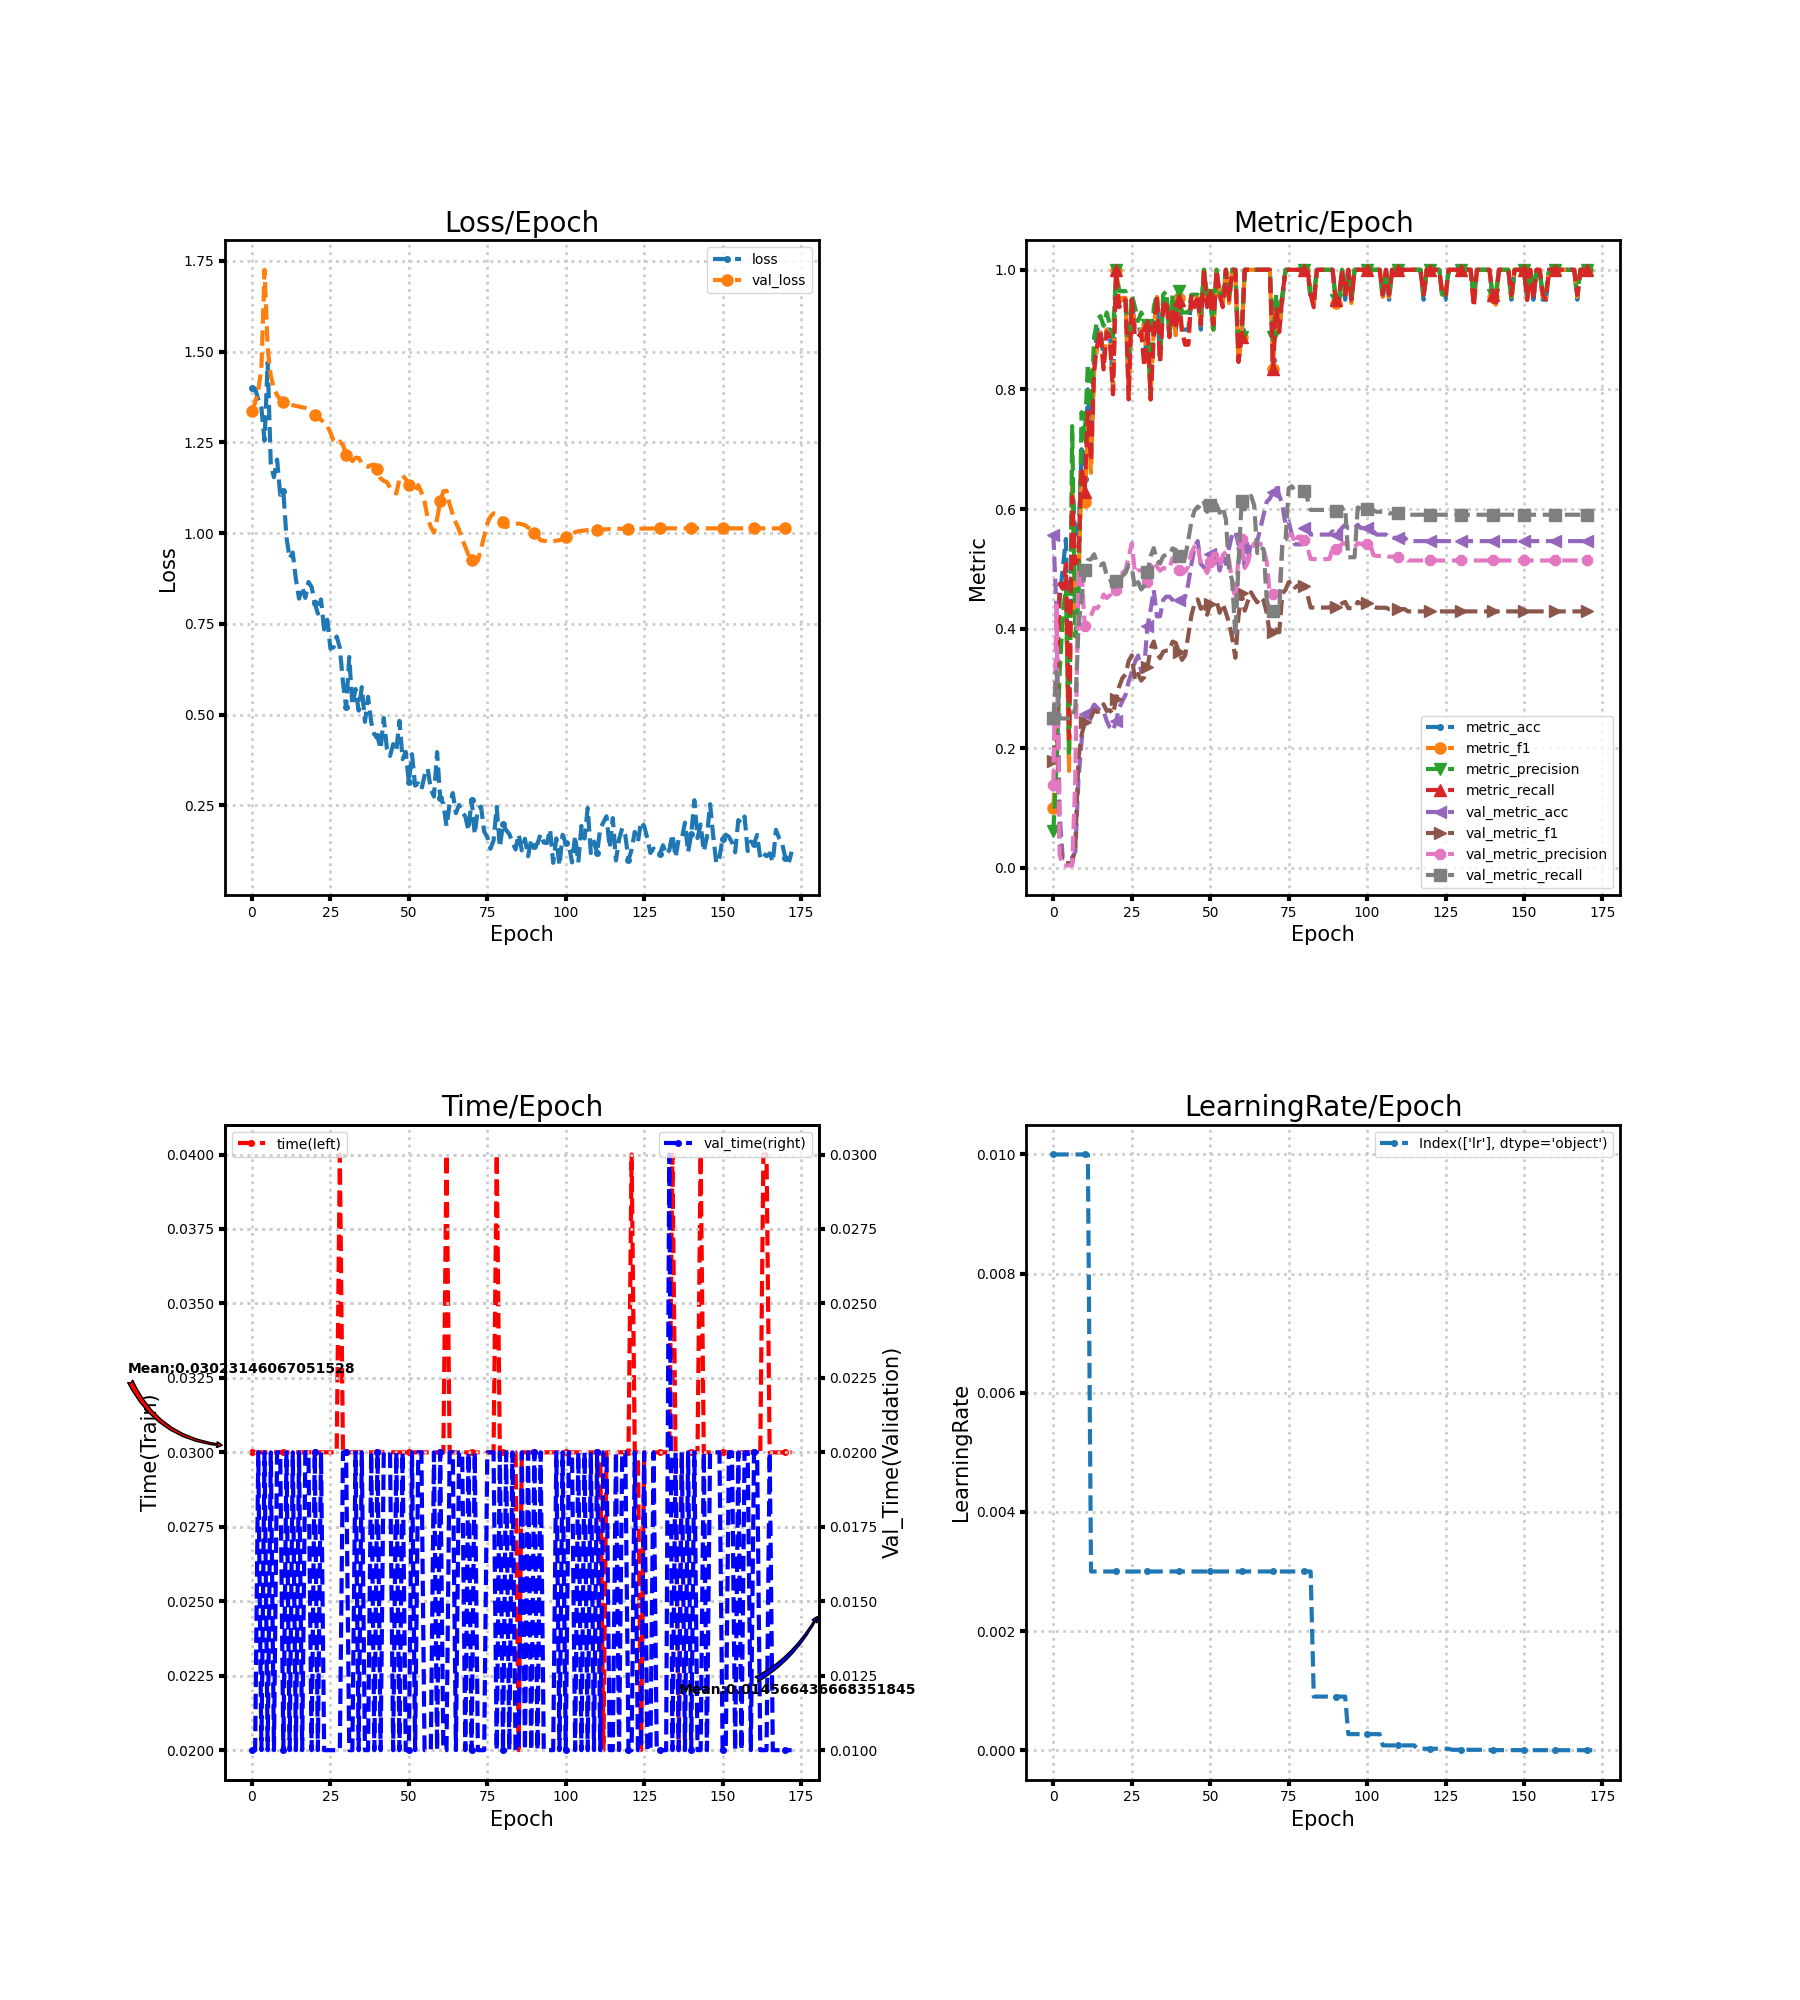 Loss/Epoch
1.75
1.50
1.25
1.00
0.75
0.50
0.25
Loss
loss
val_loss
0 25 50 75 100 125 150 175
Epoch
Metric/Epoch
1.0
0.8
0.6
0.4
0.2
0.0
Metric
metric_acc
metric_f1
metric_precision
metric_recall
val_metric_acc
val_metric_f1
val_metric_precision
val_metric_recall
0 25 50 75 100 125 150 175
Epoch
Time/Epoch
time(left)
val_time(right)
0.0400
0.0375
0.0350
0.0325
0.0300
0.0275
0.0250
0.0225
0.0200
Time(Train)
Mean:0.03023146067051528
0.0300
0.0275
0.0250
0.0225
0.0200
0.0175
0.0150
0.0125
0.0100
Val_Time(Validation)
Mean:0.014566436668351845
0 25 50 75 100 125 150 175
Epoch
LearningRate/Epoch
Index(['lr'], dtype='object')
0.010
0.008
0.006
0.004
0.002
0.000
LearningRate
0 25 50 75 100 125 150 175
Epoch